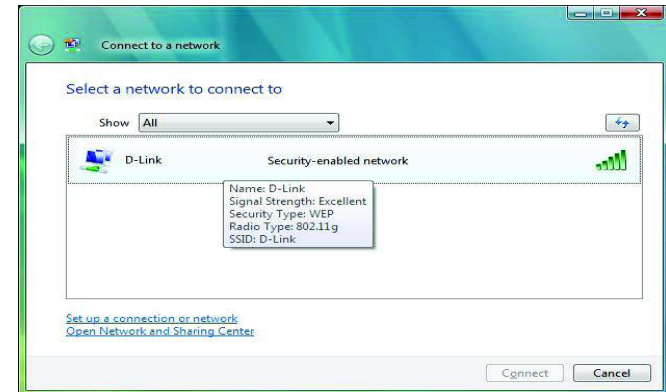 Connect to a network
Select a network to connect to
Show All
D-Link Security-enabled network
Name: D-Link
Signal Strength: Excellent
Security Type: WEP
Radio Type: 802.11g
SSID: D-Link
Set up a connection or network
Open Network and Sharing Center
Connect Cancel